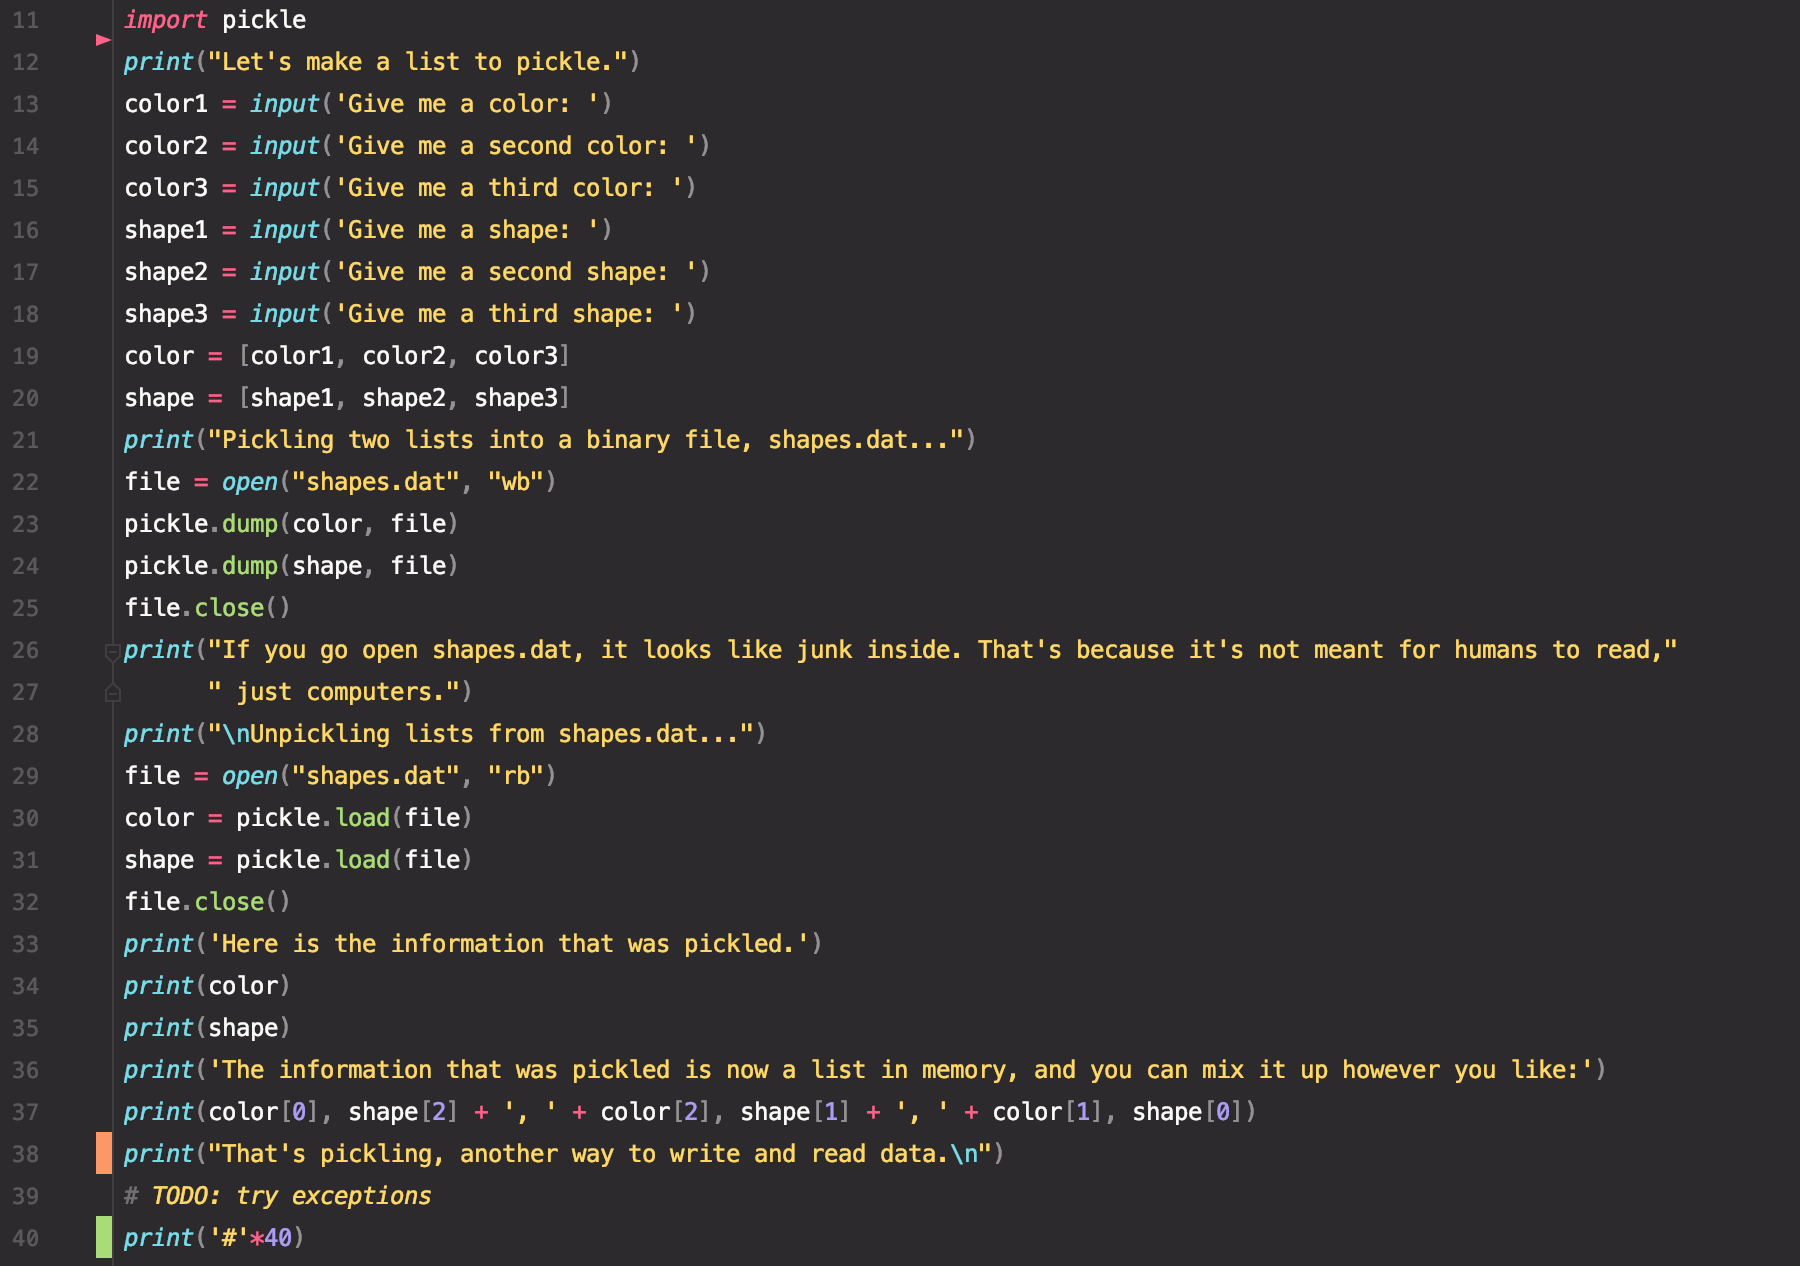 11 import pickle
12 print("Let's make a list to pickle.")
13 color1 = input('Give me a color: ')
14 color2 = input('Give me a second color: ')
15 color3 = input('Give me a third color: ')
16 shape1 = input('Give me a shape: ')
17 shape2 = input('Give me a second shape: ')
18 shape3 = input('Give me a third shape: ')
19 color = [color1, color2, color3]
20 shape = [shape1, shape2, shape3]
21 print("Pickling two lists into a binary file, shapes.dat...")
22 file = open("shapes.dat", "wb")
23 pickle.dump(color, file)
24 pickle.dump(shape, file)
25 file.close()
26 print("If you go open shapes.dat, it looks like junk inside. That's because it's not meant for humans to read,"
27       " just computers.")
28 print("\nUnpickling lists from shapes.dat...")
29 file = open("shapes.dat", "rb")
30 color = pickle.load(file)
31 shape = pickle.load(file)
32 file.close()
33 print('Here is the information that was pickled.')
34 print(color)
35 print(shape)
36 print('The information that was pickled is now a list in memory, and you can mix it up however you like:')
37 print(color[0], shape[2] + ', ' + color[2], shape[1] + ', ' + color[1], shape[0])
38 print("That's pickling, another way to write and read data.\n")
39 # TODO: try exceptions
40 print('#'*40)